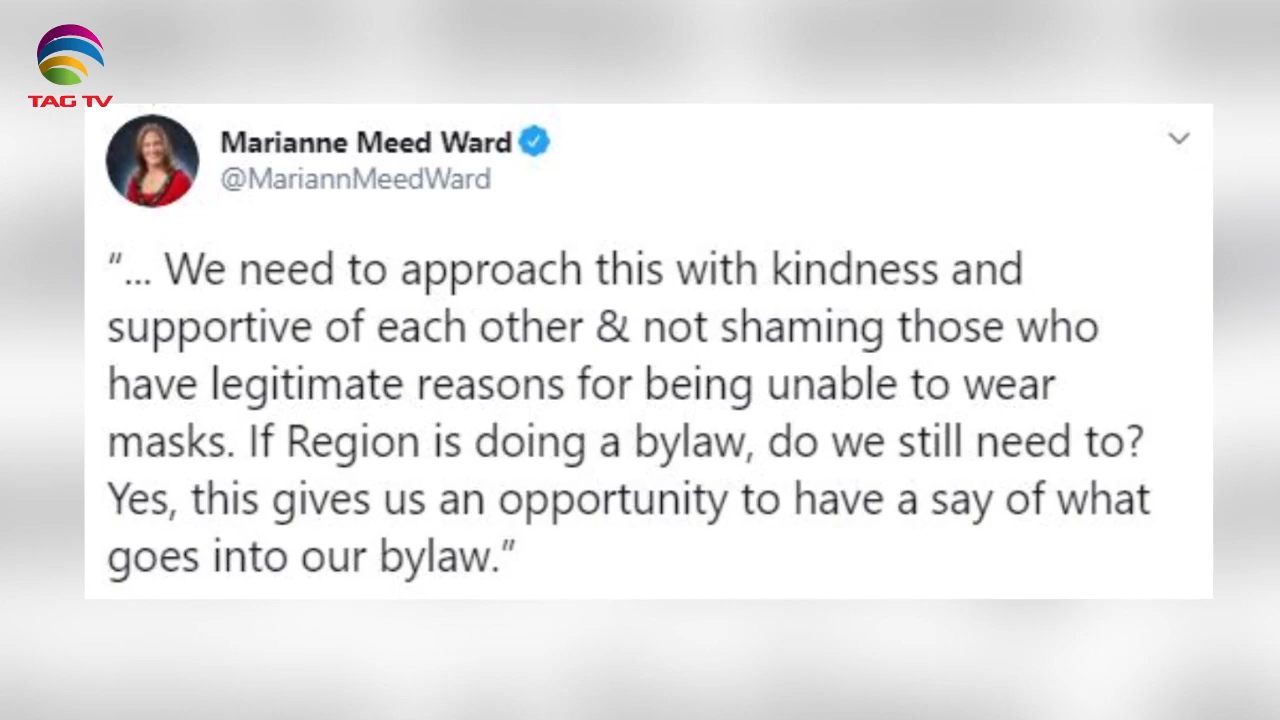 TAG TV
Marianne Meed Ward
@MariannMeedWard
“... We need to approach this with kindness and
supportive of each other & not shaming those who
have legitimate reasons for being unable to wear
masks. If Region is doing a bylaw, do we still need to?
Yes, this gives us an opportunity to have a say of what
goes into our bylaw.”